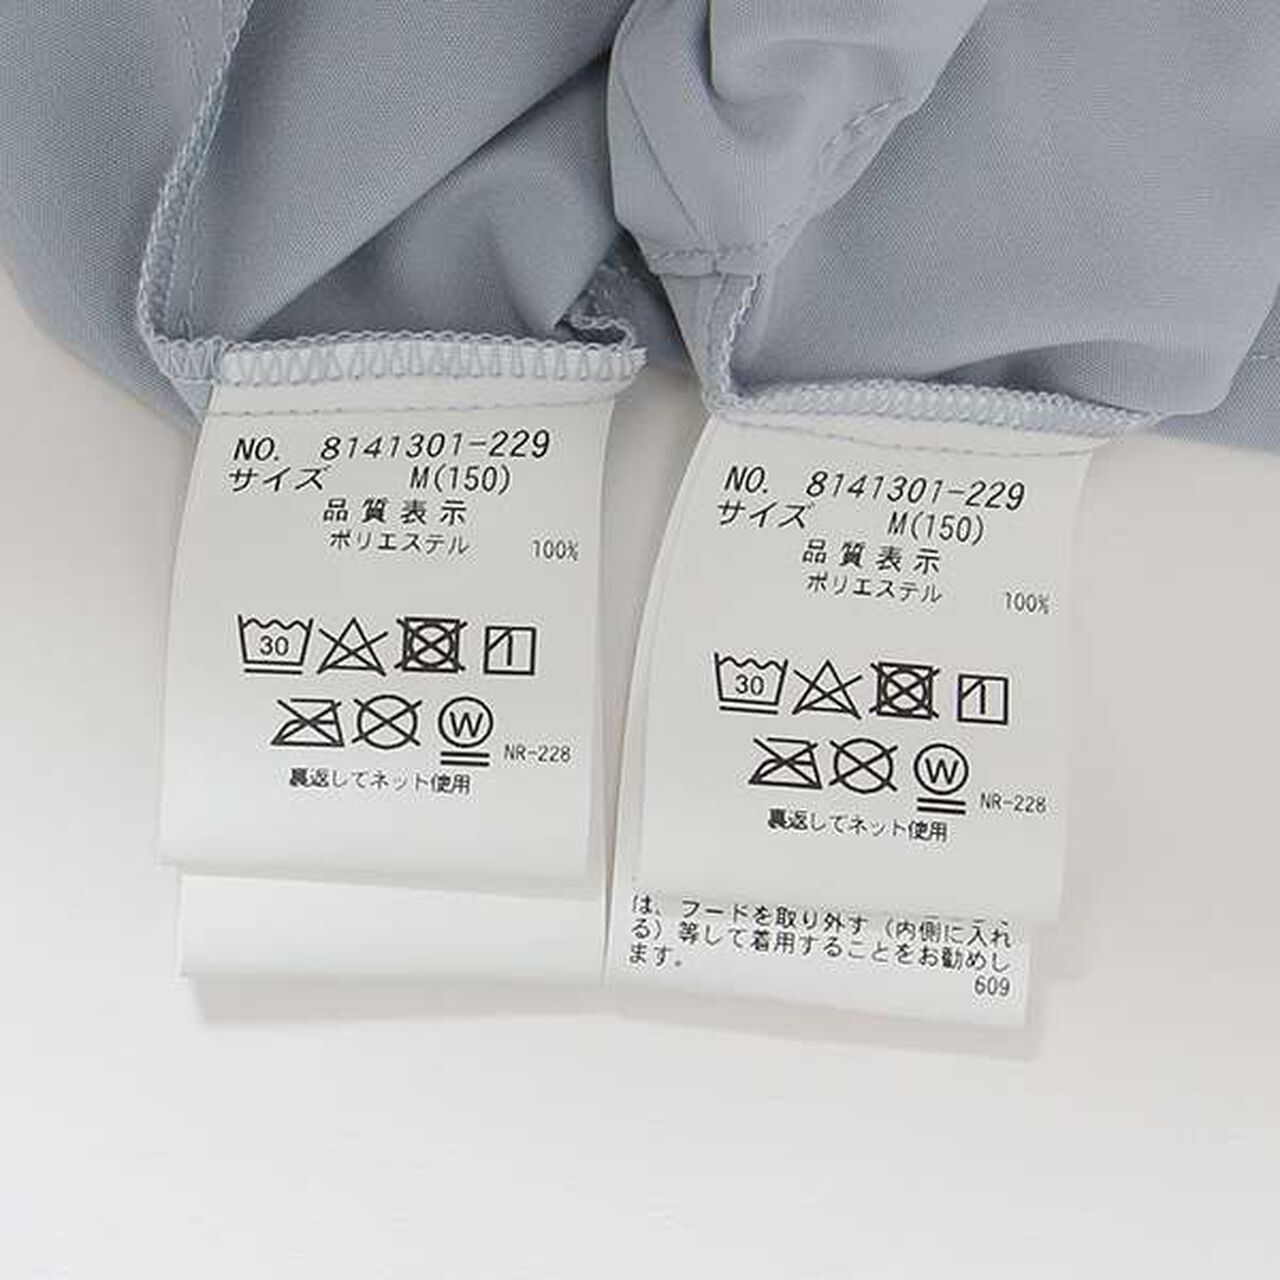 NO. 8141301-229
サイズ M(150)
品質表示
ポリエステル 100%
30
W NR-228
裏返してネット使用
NO. 8141301-229
サイズ M(150)
品質表示
ポリエステル 100%
30
W NR-228
裏返してネット使用
は、フードを取り外す（内側に入れ
る）等して着用することをお勧めし
ます。
609